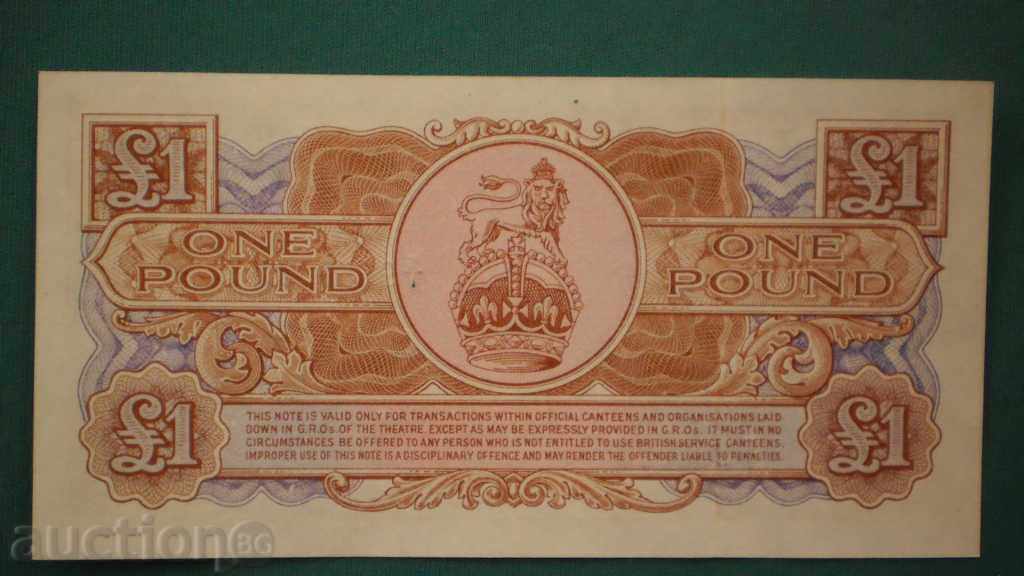 £1 £1
ONE POUND ONE POUND
£1 £1
THIS NOTE IS VALID ONLY FOR TRANSACTIONS WITHIN OFFICIAL CANTEENS AND ORGANISATIONS LAID
DOWN IN G.R.Os. OF THE THEATRE. EXCEPT AS MAY BE EXPRESSLY PROVIDED IN G.R.Os. IT MUST IN NO
CIRCUMSTANCES BE OFFERED TO ANY PERSON WHO IS NOT ENTITLED TO USE BRITISH SERVICE CANTEENS.
IMPROPER USE OF THIS NOTE IS A DISCIPLINARY OFFENCE AND MAY RENDER THE OFFENDER LIABLE TO PENALTIES.
auction BG